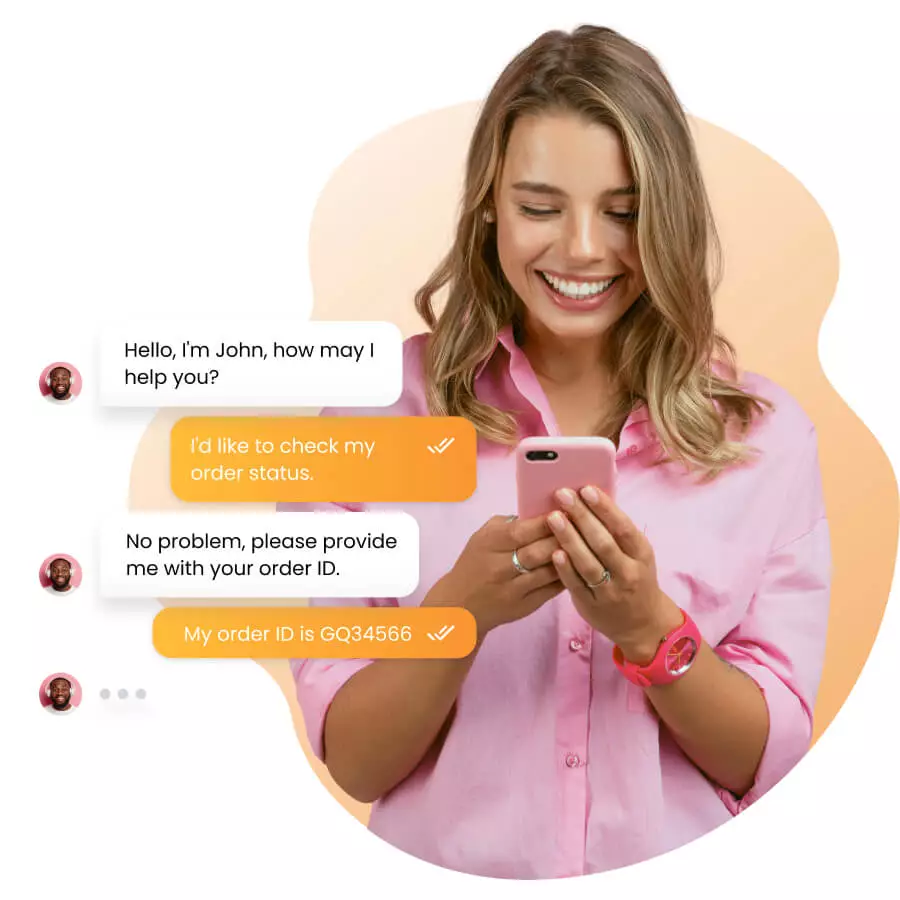 Hello, I'm John, how may I
help you?
I'd like to check my
order status.
No problem, please provide
me with your order ID.
My order ID is GQ34566